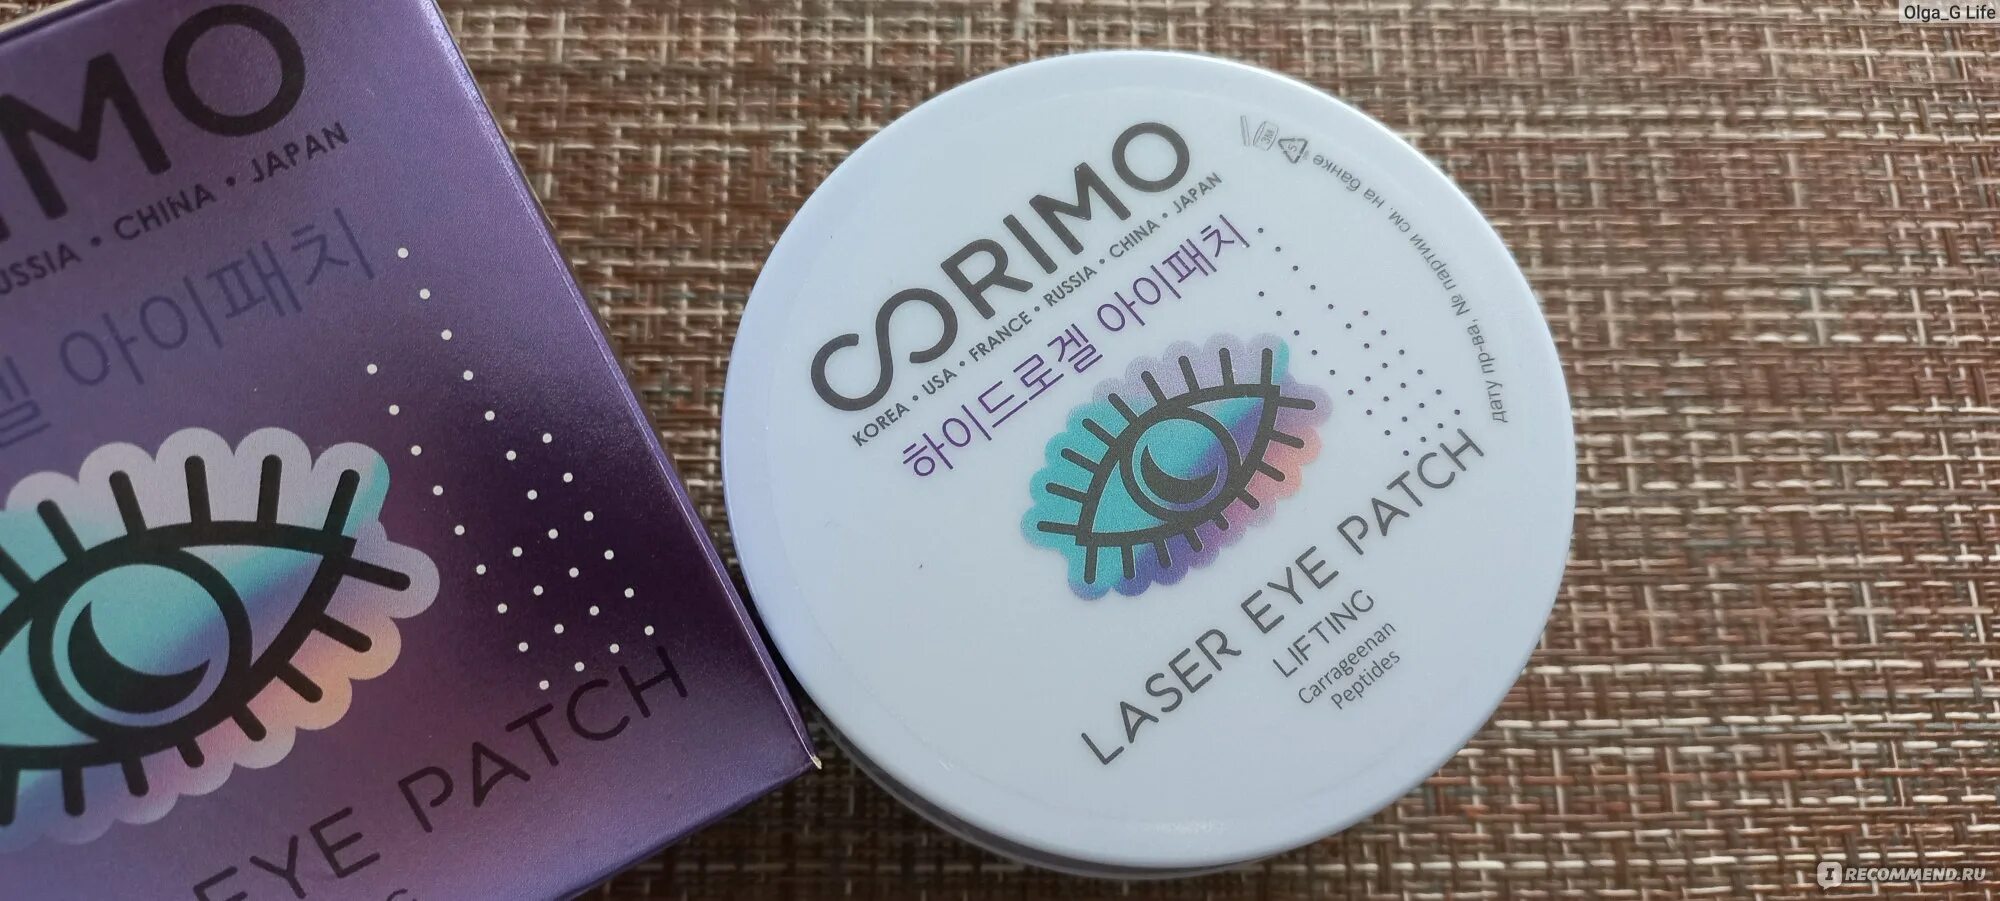 Olga_G Life
IMO
USSIA • CHINA • JAPAN
겔 아이패치
EYE PATCH
CORIMO
KOREA • USA • FRANCE • RUSSIA • CHINA • JAPAN
하이드로겔 아이패치
LASER EYE PATCH
LIFTING
Carrageenan
Peptides
Дату пр-ва, № партии см. на банке
I RECOMMEND.RU